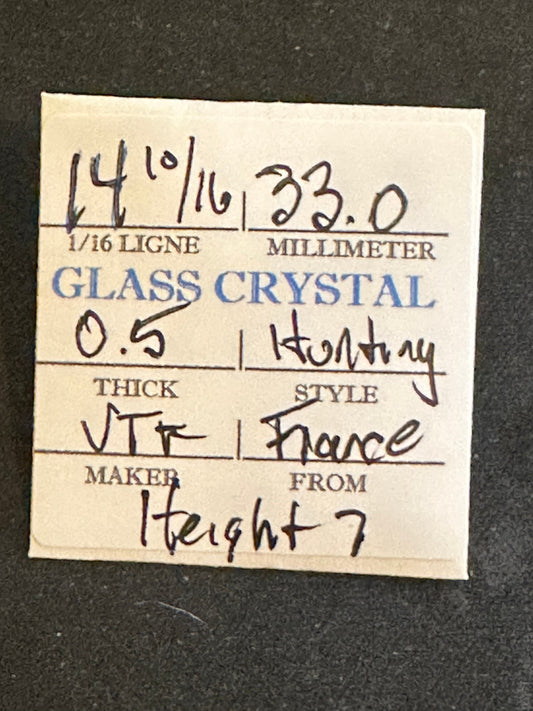 14 10/16 | 33.0
1/16 LIGNE MILLIMETER
GLASS CRYSTAL
0.5 | Hunting
THICK STYLE
VTF | France
MAKER FROM
Height 7